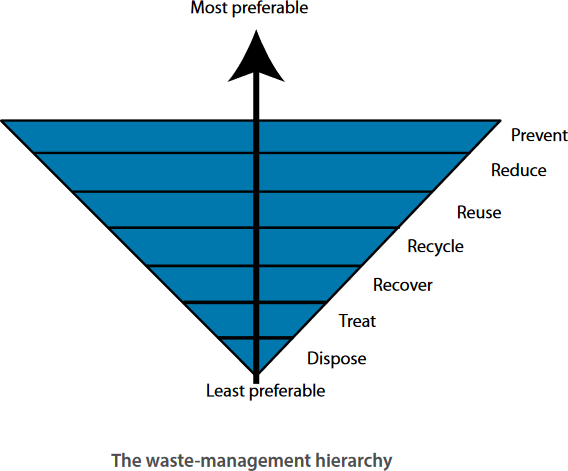 Most preferable
Prevent
Reduce
Reuse
Recycle
Recover
Treat
Dispose
Least preferable
The waste-management hierarchy